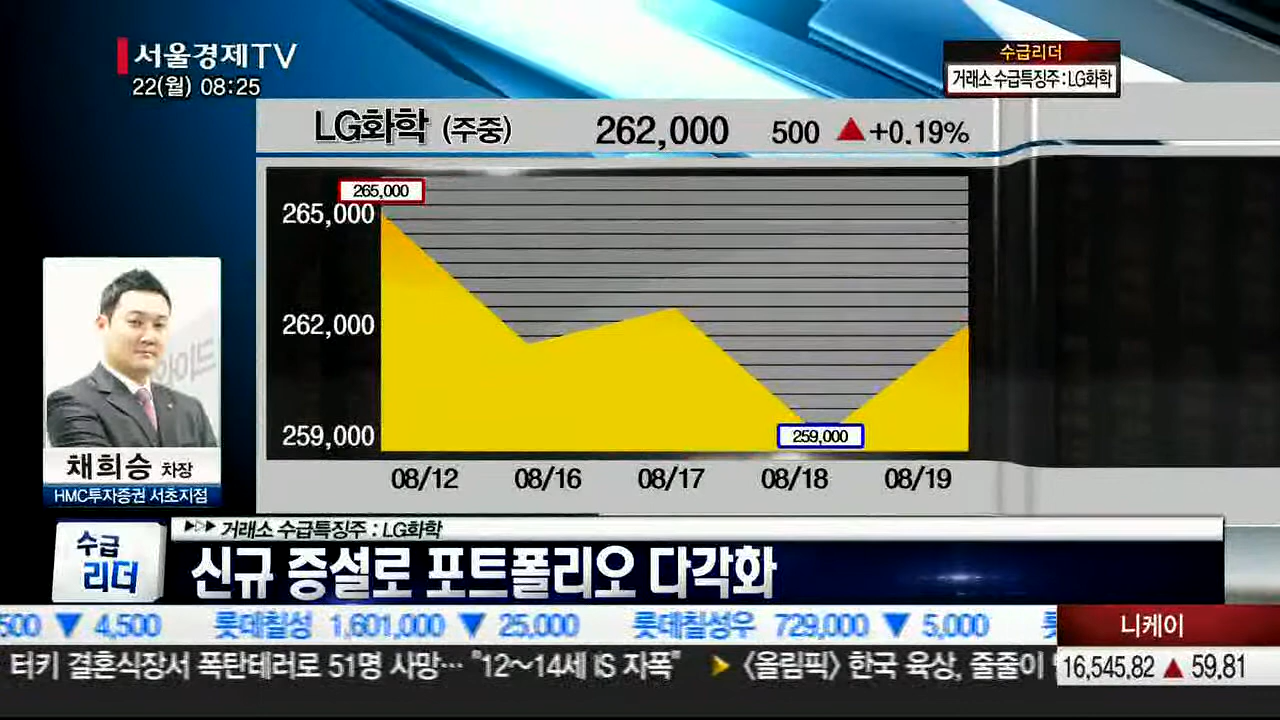 서울경제TV
22(월) 08:25
수급리더
거래소 수급특징주 : LG화학
LG화학 (주중) 262,000 500 ▲ +0.19%
265,000
265,000
262,000
259,000
259,000
08/12 08/16 08/17 08/18 08/19
채희승 차장
HMC투자증권 서초지점
수급
리더
거래소 수급특징주 : LG화학
신규 증설로 포트폴리오 다각화
500 ▼ 4,500 롯데칠성 1,601,000 ▼ 25,000 롯데칠성우 729,000 ▼ 5,000
니케이
터키 결혼식장서 폭탄테러로 51명 사망… "12~14세 IS 자폭" 〈올림픽〉 한국 육상, 줄줄이
16,545.82 ▲ 59.81